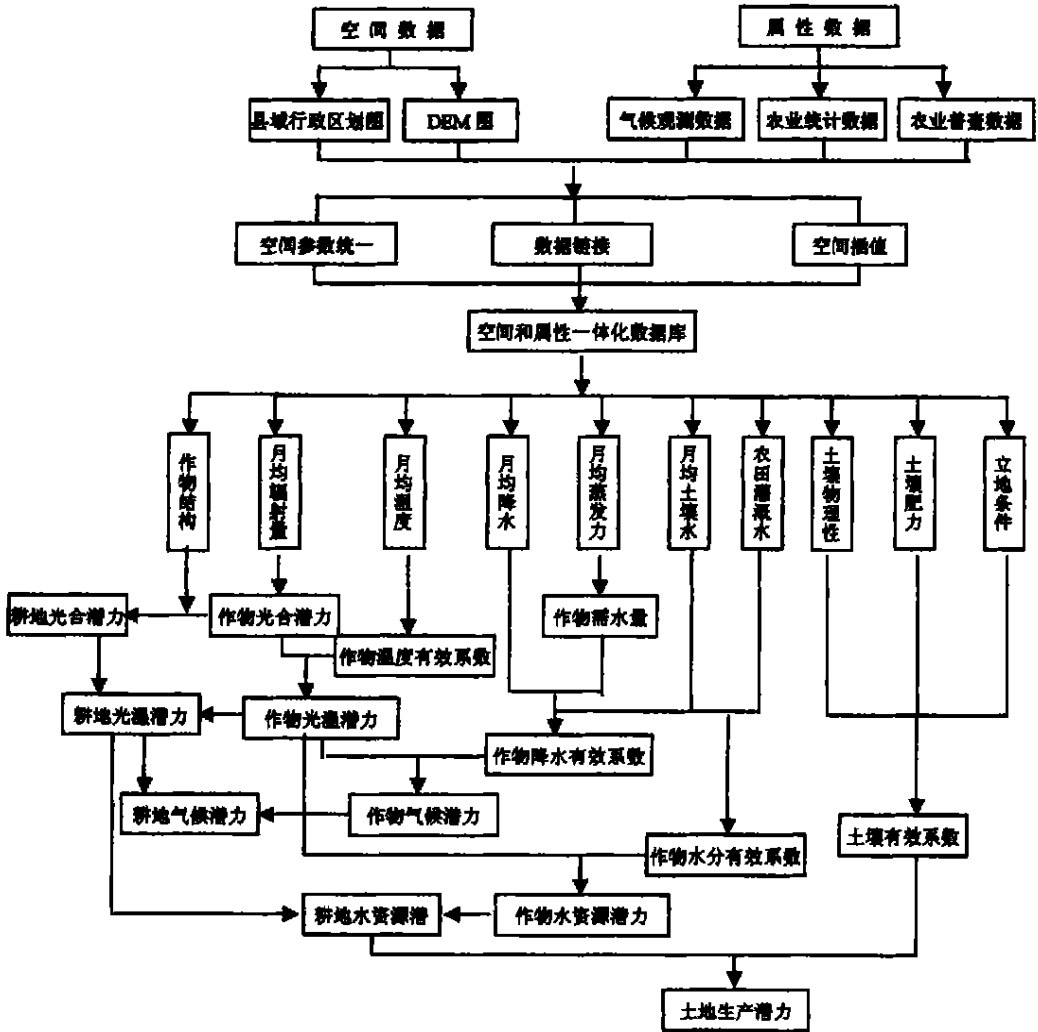 空间数据
属性数据
县域行政区划图
DEM图
气候观测数据
农业统计数据
农业普查数据
空间参数统一
数据链接
空间插值
空间和属性一体化数据库
作物结构
月均辐射量
月均温度
月均降水
月均蒸发力
月均土壤水
农田灌溉水
土壤物理性
土壤肥力
立地条件
耕地光合潜力
作物光合潜力
作物需水量
作物温度有效系数
耕地光温潜力
作物光温潜力
作物降水有效系数
耕地气候潜力
作物气候潜力
土壤有效系数
作物水分有效系数
耕地水资源潜
作物水资源潜力
土地生产潜力